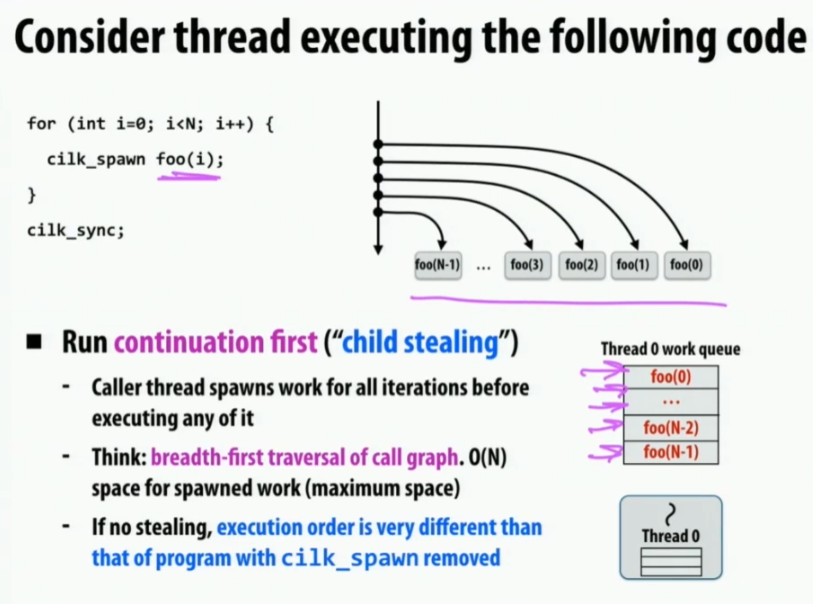 Consider thread executing the following code
for (int i=0; i<N; i++) {
cilk_spawn foo(i);
}
cilk_sync;
foo(N-1) ... foo(3) foo(2) foo(1) foo(0)
■ Run continuation first (“child stealing”)
- Caller thread spawns work for all iterations before
executing any of it
- Think: breadth-first traversal of call graph. O(N)
space for spawned work (maximum space)
- If no stealing, execution order is very different than
that of program with cilk_spawn removed
Thread 0 work queue
foo(0)
...
foo(N-2)
foo(N-1)
Thread 0